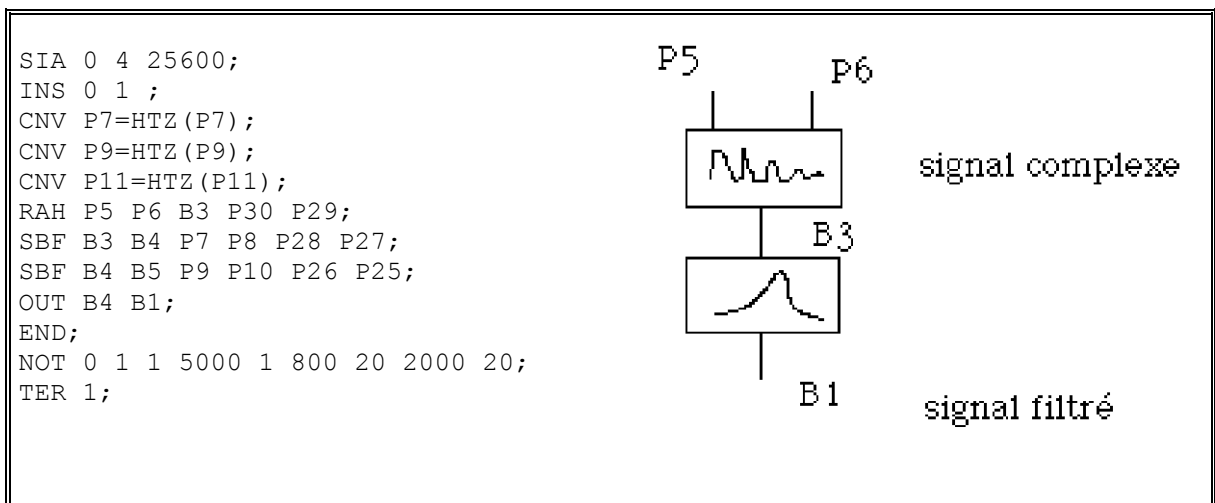 SIA 0 4 25600;
INS 0 1 ;
CNV P7=HTZ(P7);
CNV P9=HTZ(P9);
CNV P11=HTZ(P11);
RAH P5 P6 B3 P30 P29;
SBF B3 B4 P7 P8 P28 P27;
SBF B4 B5 P9 P10 P26 P25;
OUT B4 B1;
END;
NOT 0 1 1 5000 1 800 20 2000 20;
TER 1;
P5
P6
signal complexe
B3
B1
signal filtré